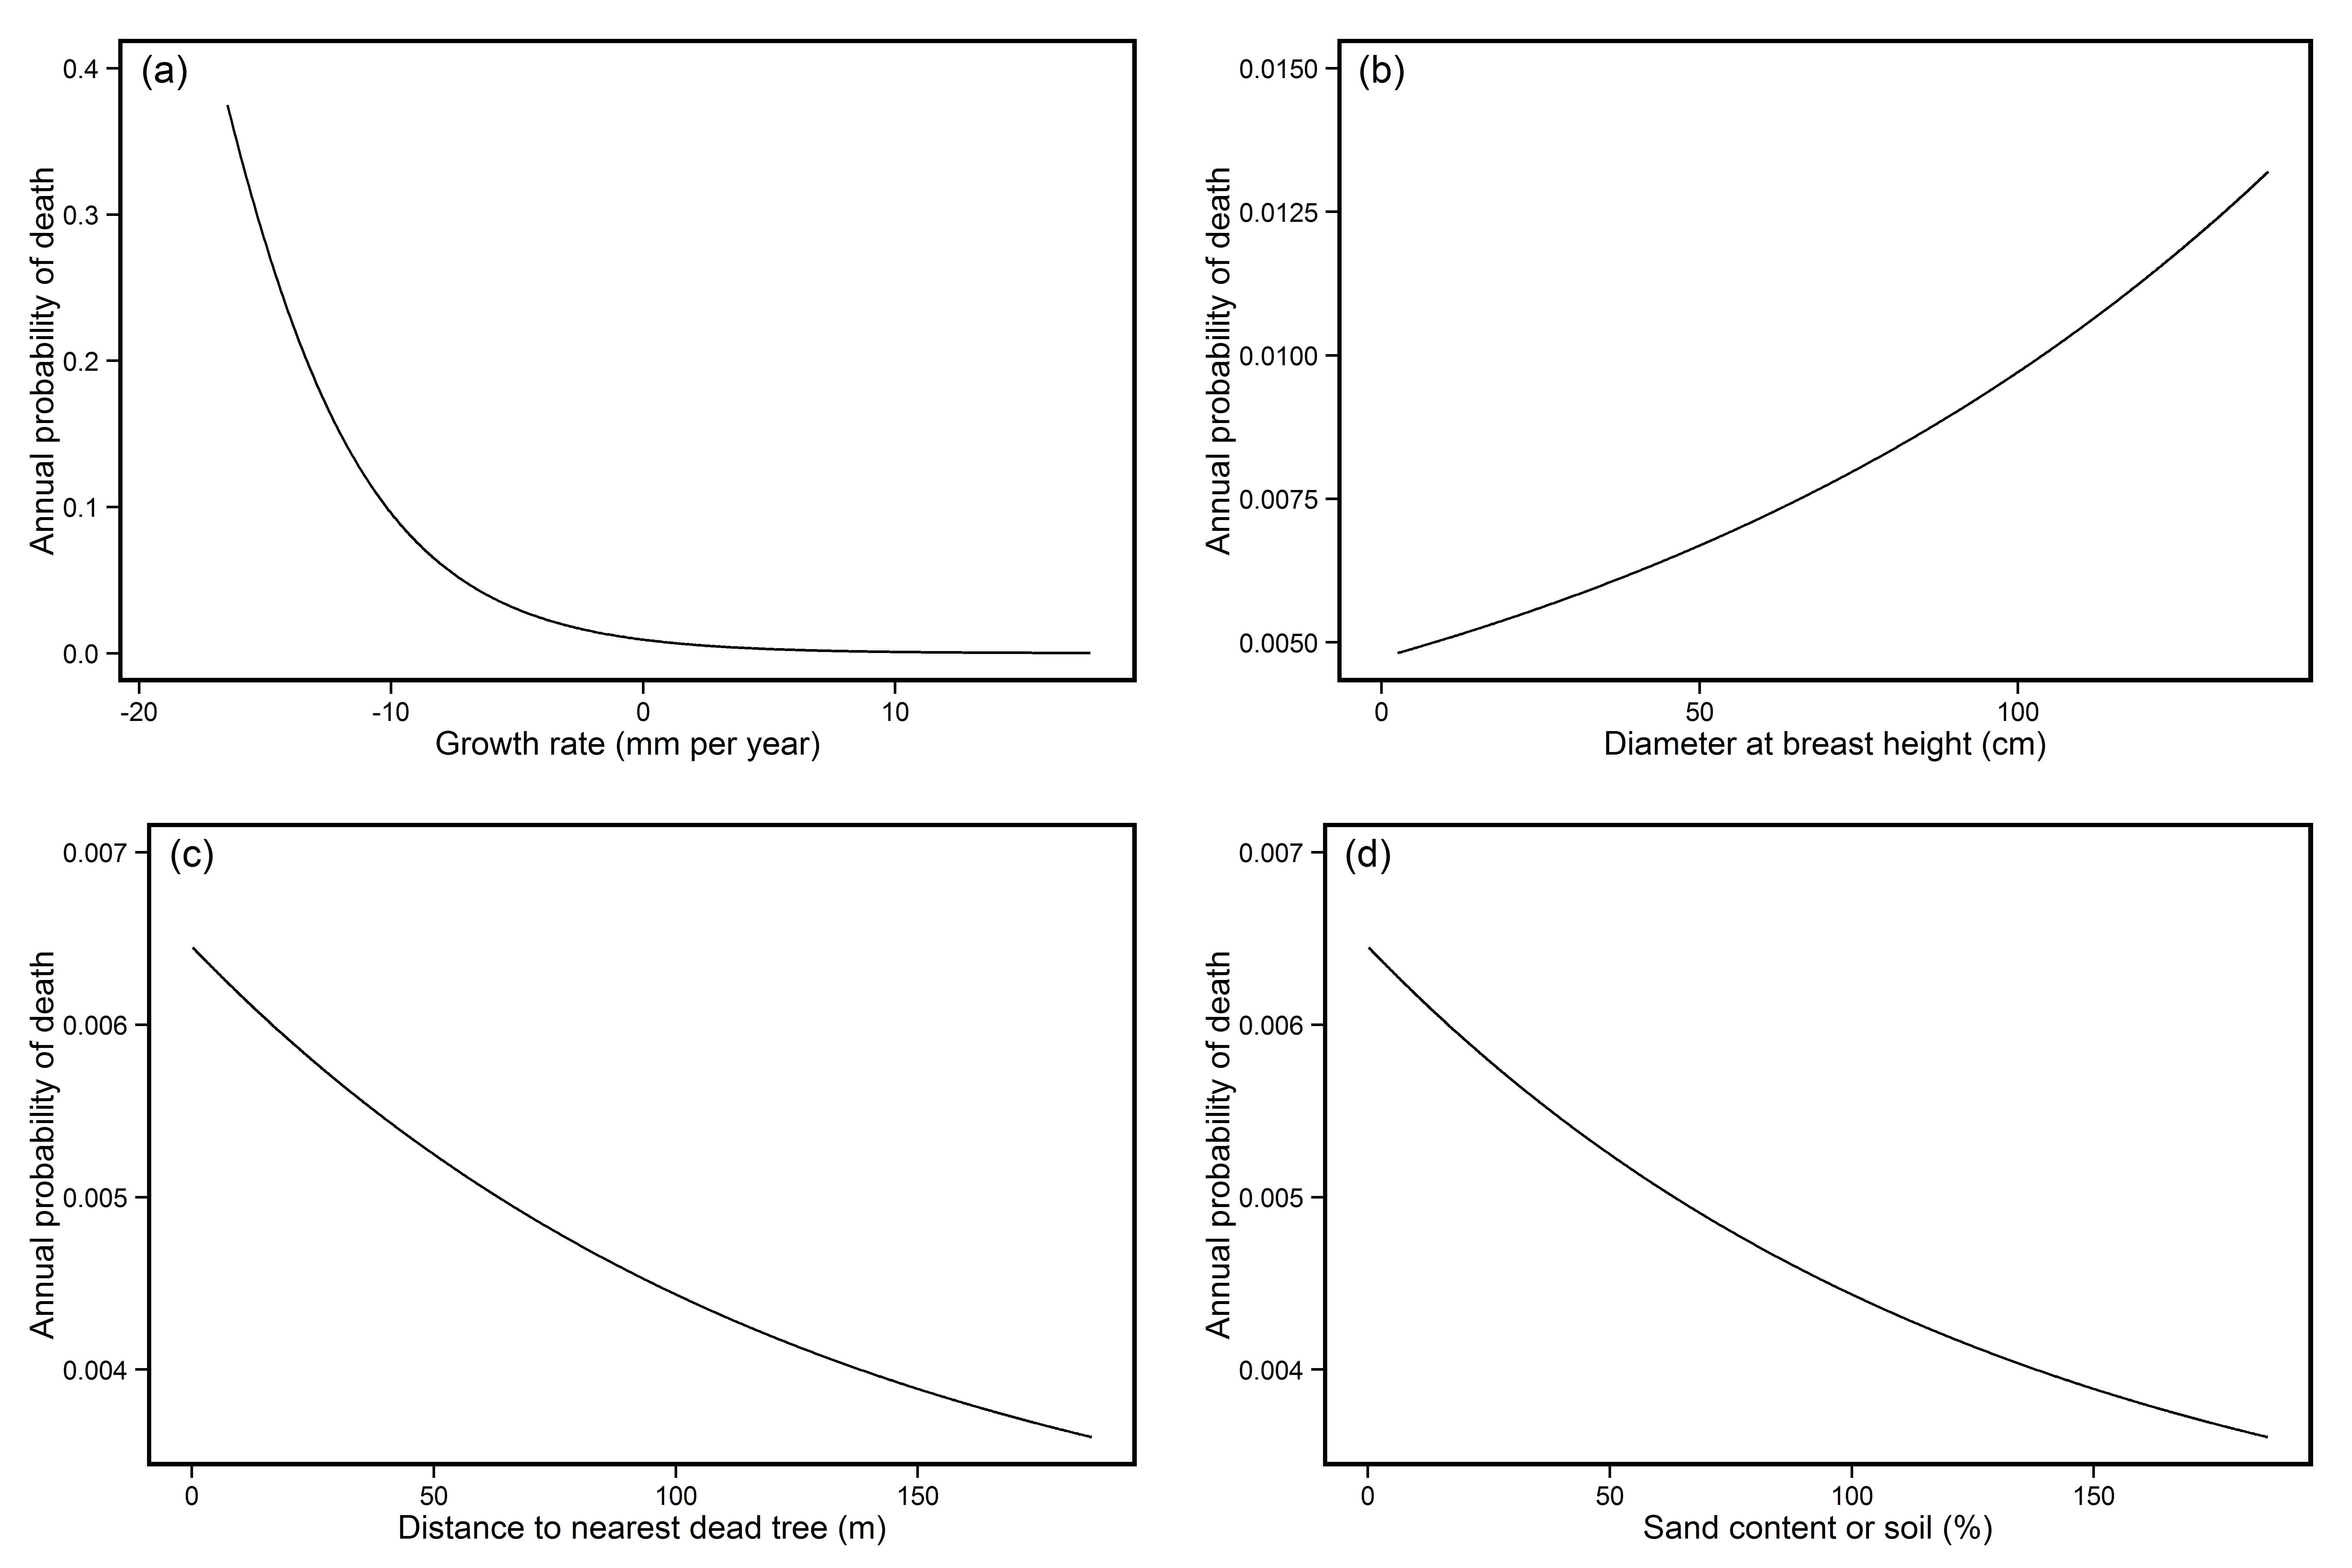 (a)
0.4
0.3
0.2
0.1
0.0
Annual probability of death
-20 -10 0 10
Growth rate (mm per year)
(b)
0.0150
0.0125
0.0100
0.0075
0.0050
Annual probability of death
0 50 100
Diameter at breast height (cm)
(c)
0.007
0.006
0.005
0.004
Annual probability of death
0 50 100 150
Distance to nearest dead tree (m)
(d)
0.007
0.006
0.005
0.004
Annual probability of death
0 50 100 150
Sand content or soil (%)